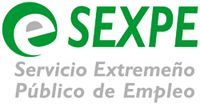 SEXPE
Servicio Extremeño
Público de Empleo